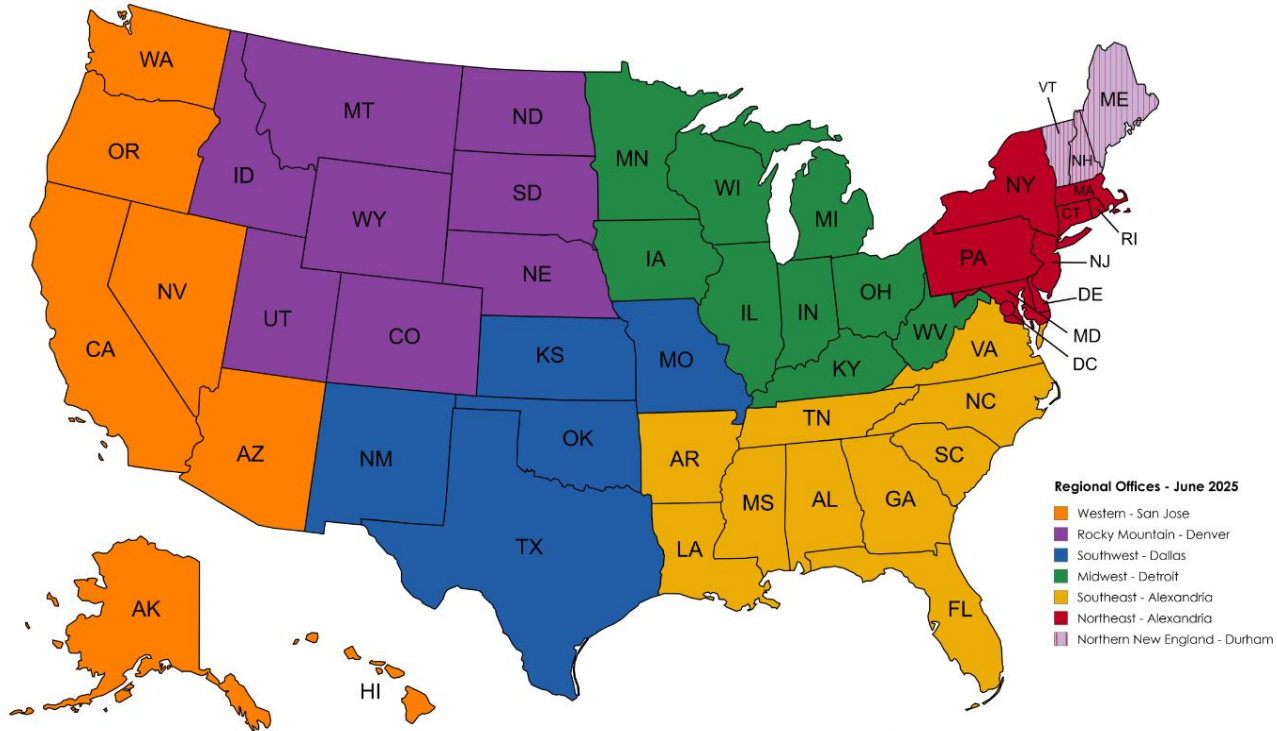 WA
OR
CA
NV
ID
MT
WY
UT
CO
AZ
NM
ND
SD
NE
KS
OK
TX
MN
IA
MO
AR
LA
WI
IL
MI
IN
OH
KY
WV
TN
MS
AL
GA
FL
SC
NC
VA
PA
NY
VT
NH
ME
MA
CT
RI
NJ
DE
MD
DC
AK
HI
Regional Offices - June 2025
Western - San Jose
Rocky Mountain - Denver
Southwest - Dallas
Midwest - Detroit
Southeast - Alexandria
Northeast - Alexandria
Northern New England - Durham